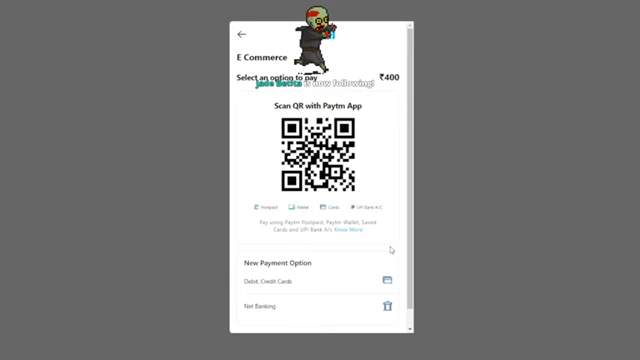 E Commerce
Select an option to pay ₹400
Jade Betita is now following!
Scan QR with Paytm App
Postpaid Wallet Cards UPI Bank A/C
Pay using Paytm Postpaid, Paytm Wallet, Saved
Cards and UPI Bank A/c Know More
New Payment Option
Debit, Credit Cards
Net Banking